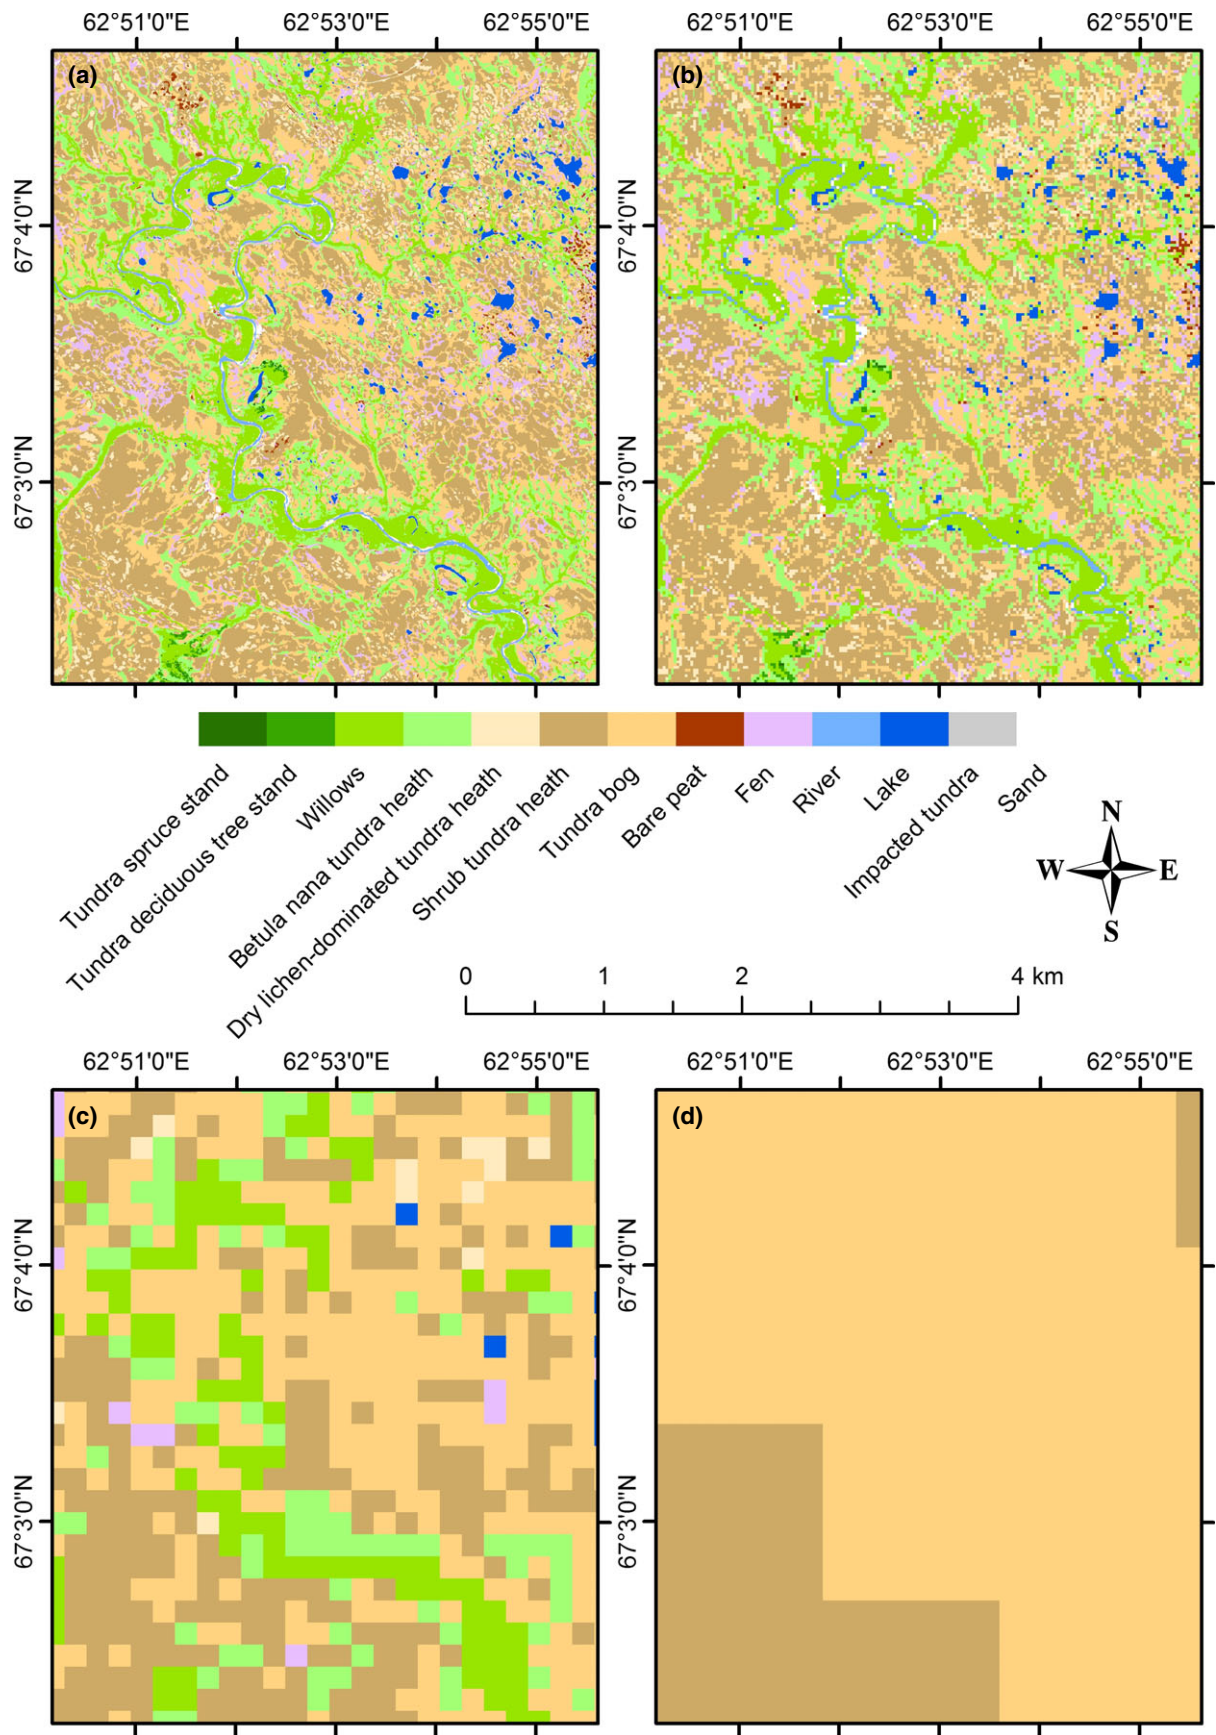 62°51'0"E 62°53'0"E 62°55'0"E 62°51'0"E 62°53'0"E 62°55'0"E
(a) (b)
67°4'0"N 67°4'0"N
67°3'0"N 67°3'0"N
Tundra spruce stand
Tundra deciduous tree stand
Willows
Betula nana tundra heath
Dry lichen-dominated tundra heath
Shrub tundra heath
Tundra bog
Bare peat
Fen
River
Lake
Impacted tundra
Sand
N
W E
S
0 1 2 4 km
62°51'0"E 62°53'0"E 62°55'0"E 62°51'0"E 62°53'0"E 62°55'0"E
(c) (d)
67°4'0"N 67°4'0"N
67°3'0"N 67°3'0"N